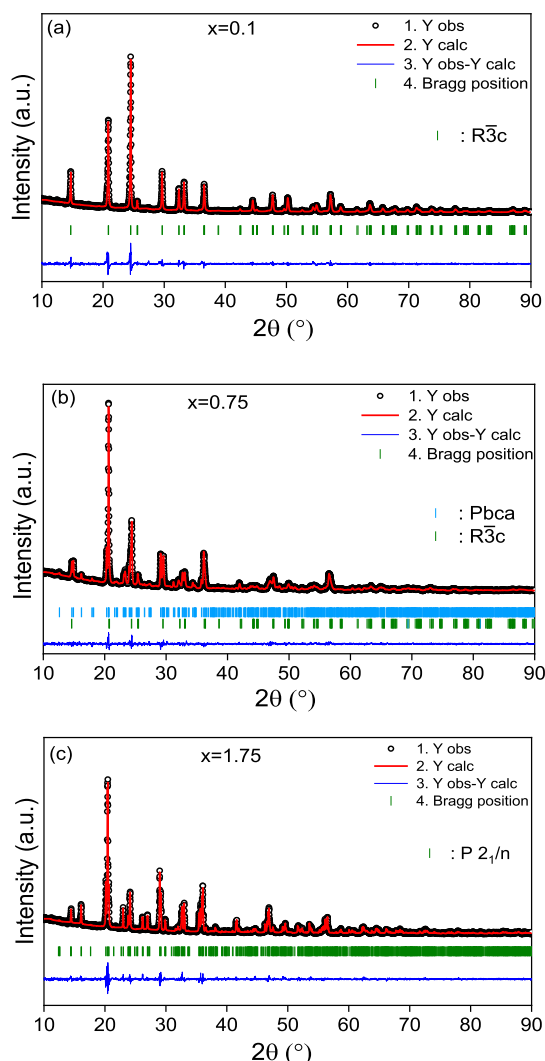 (a)
x=0.1
1. Y obs
2. Y calc
3. Y obs-Y calc
4. Bragg position
: R3̅c
Intensity (a.u.)
10 20 30 40 50 60 70 80 90
2θ (°)
(b)
x=0.75
1. Y obs
2. Y calc
3. Y obs-Y calc
4. Bragg position
: Pbca
: R3̅c
Intensity (a.u.)
10 20 30 40 50 60 70 80 90
2θ (°)
(c)
x=1.75
1. Y obs
2. Y calc
3. Y obs-Y calc
4. Bragg position
: P 2₁/n
Intensity (a.u.)
10 20 30 40 50 60 70 80 90
2θ (°)